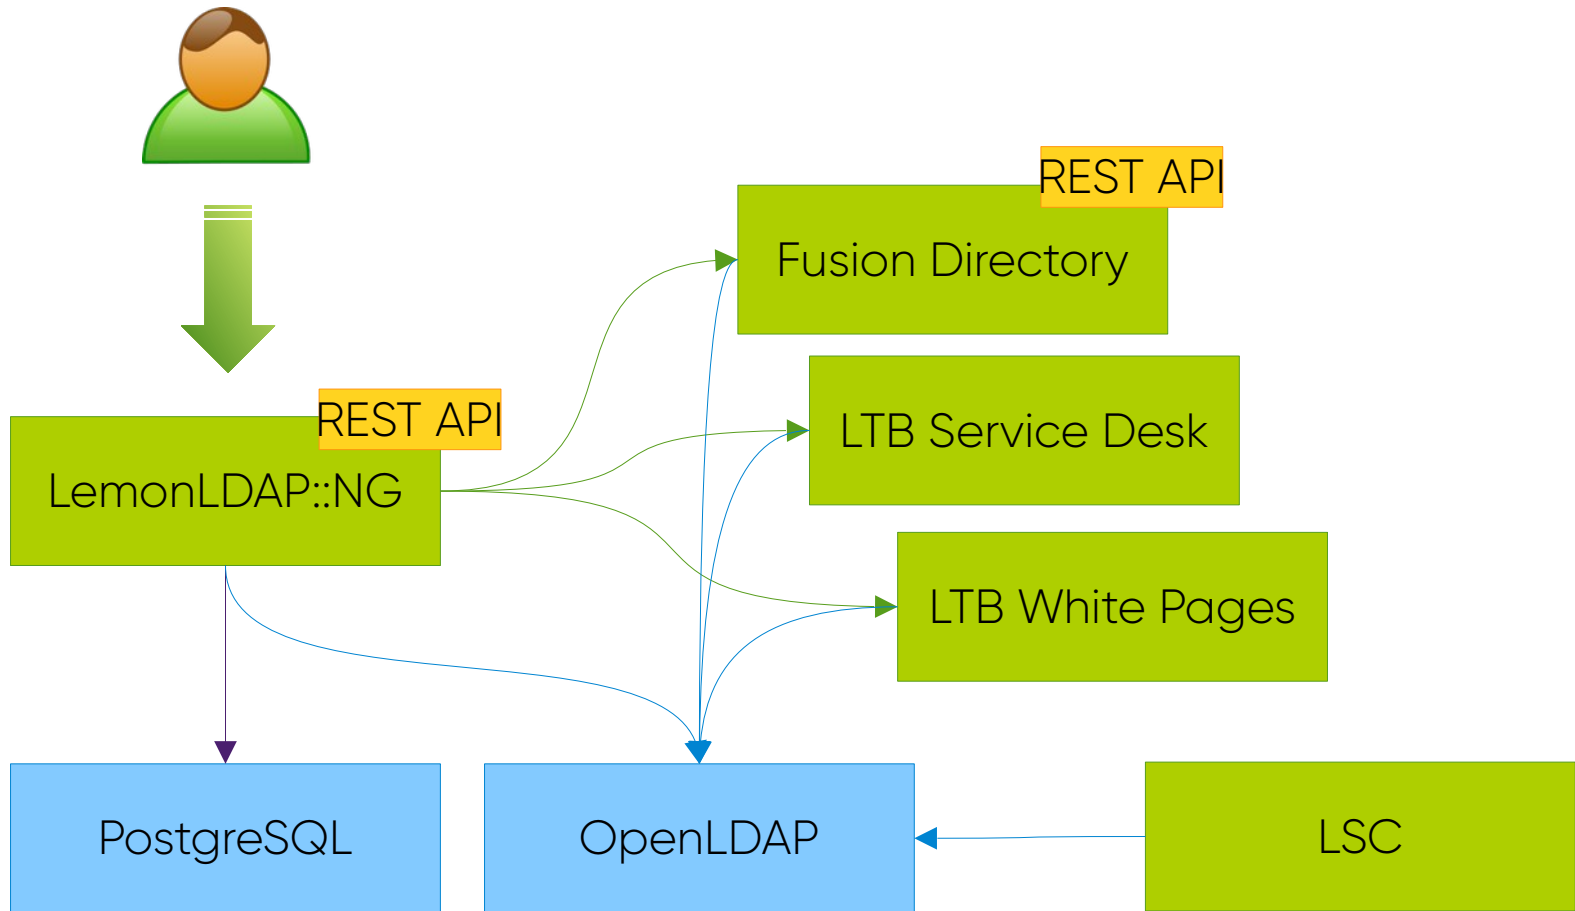 REST API
Fusion Directory
REST API
LTB Service Desk
LemonLDAP::NG
LTB White Pages
PostgreSQL
OpenLDAP
LSC